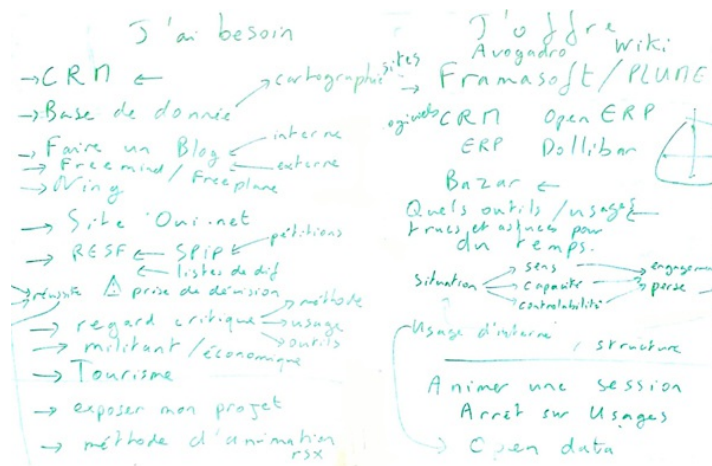 J'ai besoin
→ CRM ←
→ Base de donnée → cartographie
→ Faire un Blog ← interne
→ Freemind / Freeplane ← externe
→ Ning
→ Site Oui.net
→ RESF ← SPIP ← pétitions
← listes de dif
→ réussite ⚠ prise de décision
→ regard critique → méthode
→ usage
→ outils
→ militant / économique
→ Tourisme
→ exposer mon projet
→ méthode d'animation
rsx
J'offre
Avogadro Wiki
sites → Framasoft / PLUME
logiciels CRM Open ERP
ERP Dollibar
Bazar ←
Quels outils / usages ←
trucs et astuces pour
du temps.
Situation → sens → engagement
→ capacité →
→ controlabilité
Usage d'interne
/ structure
Animer une session
Arrêt sur Usages
→ Open data